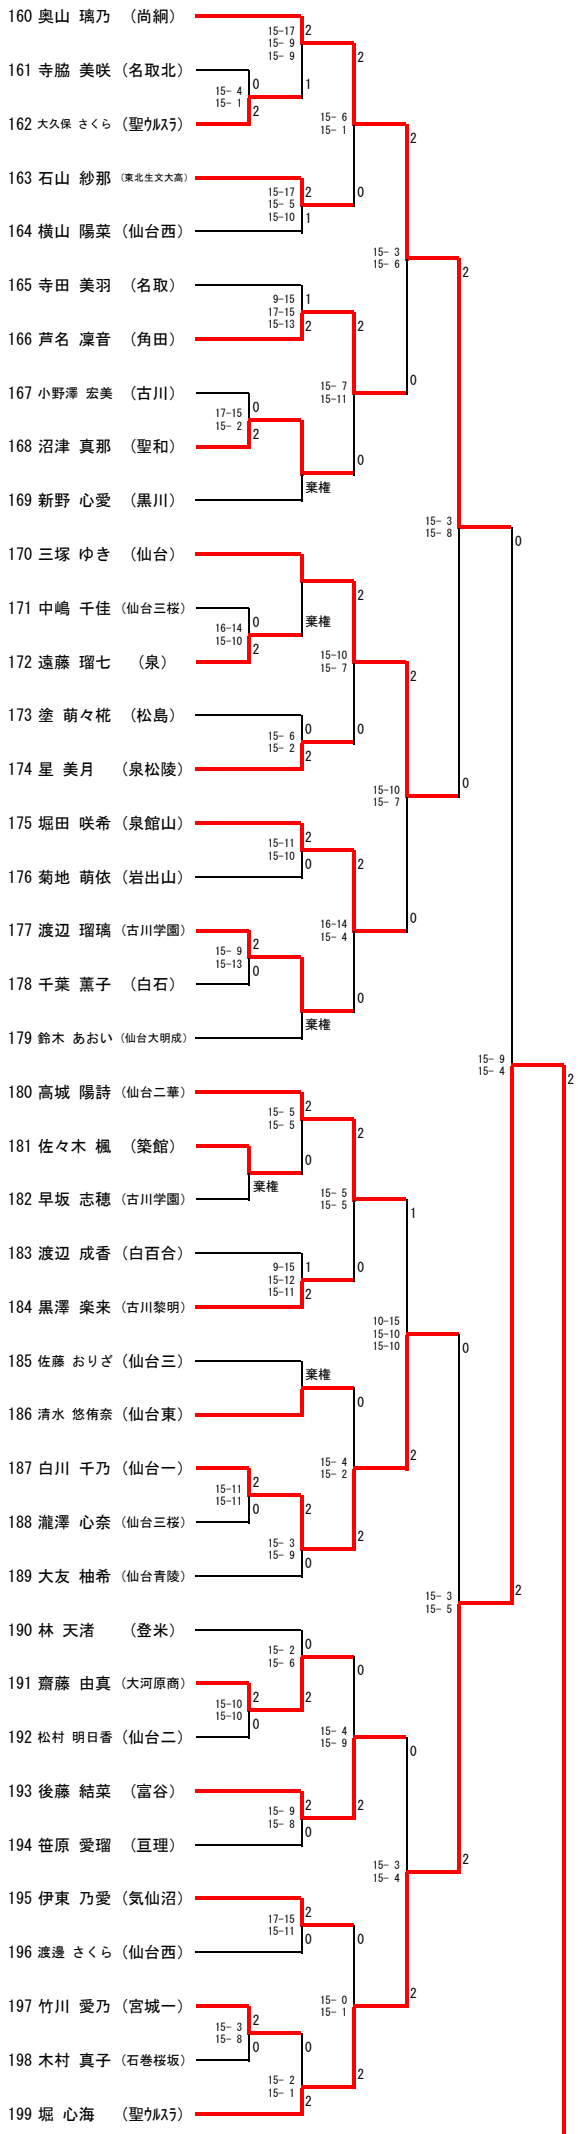 160 奥山 璃乃 （尚絅）
15-17 2
15- 9
15- 9 2
161 寺脇 美咲 （名取北）
0 1
15- 4
15- 1 2
15- 6
162 大久保 さくら （聖ウルスラ）
15- 1 2
163 石山 紗那 （東北生文大高）
15-17 2 0
15- 5
15-10 1
164 横山 陽菜 （仙台西）
15- 3
15- 6 2
165 寺田 美羽 （名取）
9-15 1
17-15
15-13 2 2
166 芦名 凜音 （角田）
15- 7 0
15-11
167 小野澤 宏美 （古川）
17-15 0
15- 2 2
168 沼津 真那 （聖和）
0
棄権
169 新野 心愛 （黒川）
15- 3
15- 8 0
170 三塚 ゆき （仙台）
2
171 中嶋 千佳 （仙台三桜）
0 棄権
16-14
15-10 2
172 遠藤 瑠七 （泉）
15-10
15- 7 2
173 塗 萌々椛 （松島）
0 0
15- 6
15- 2 2
174 星 美月 （泉松陵）
15-10 0
15- 7
175 堀田 咲希 （泉館山）
15-11 2
15-10 0 2
176 菊地 萌依 （岩出山）
16-14 0
15- 4
177 渡辺 瑠璃 （古川学園）
15- 9 2
15-13 0
178 千葉 薫子 （白石）
0
棄権
179 鈴木 あおい （仙台大明成）
15- 9
15- 4 2
180 高城 陽詩 （仙台二華）
15- 5 2
15- 5 2
181 佐々木 楓 （築館）
0
棄権
182 早坂 志穂 （古川学園）
15- 5
15- 5 1
183 渡辺 成香 （白百合）
9-15 1 0
15-12
15-11 2
184 黒澤 楽来 （古川黎明）
10-15
15-10
15-10 0
185 佐藤 おりざ （仙台三）
棄権
0
186 清水 悠侑奈 （仙台東）
15- 4 2
15- 2
187 白川 千乃 （仙台一）
15-11 2
15-11 0 2
188 瀧澤 心奈 （仙台三桜）
15- 3 2
15- 9 0
189 大友 柚希 （仙台青陵）
15- 3 2
15- 5
190 林 天渚 （登米）
15- 2 0
15- 6 0
191 齋藤 由真 （大河原商）
15-10 2 2
15-10 0
192 松村 明日香 （仙台二）
15- 4 0
15- 9
193 後藤 結菜 （富谷）
15- 9 2 2
15- 8 0
194 笹原 愛瑠 （亘理）
15- 3 2
15- 4
195 伊東 乃愛 （気仙沼）
17-15 2
15-11 0 0
196 渡邊 さくら （仙台西）
15- 0 2
15- 1
197 竹川 愛乃 （宮城一）
15- 3 2
15- 8 0 0
198 木村 真子 （石巻桜坂）
15- 2 2
15- 1 2
199 堀 心海 （聖ウルスラ）